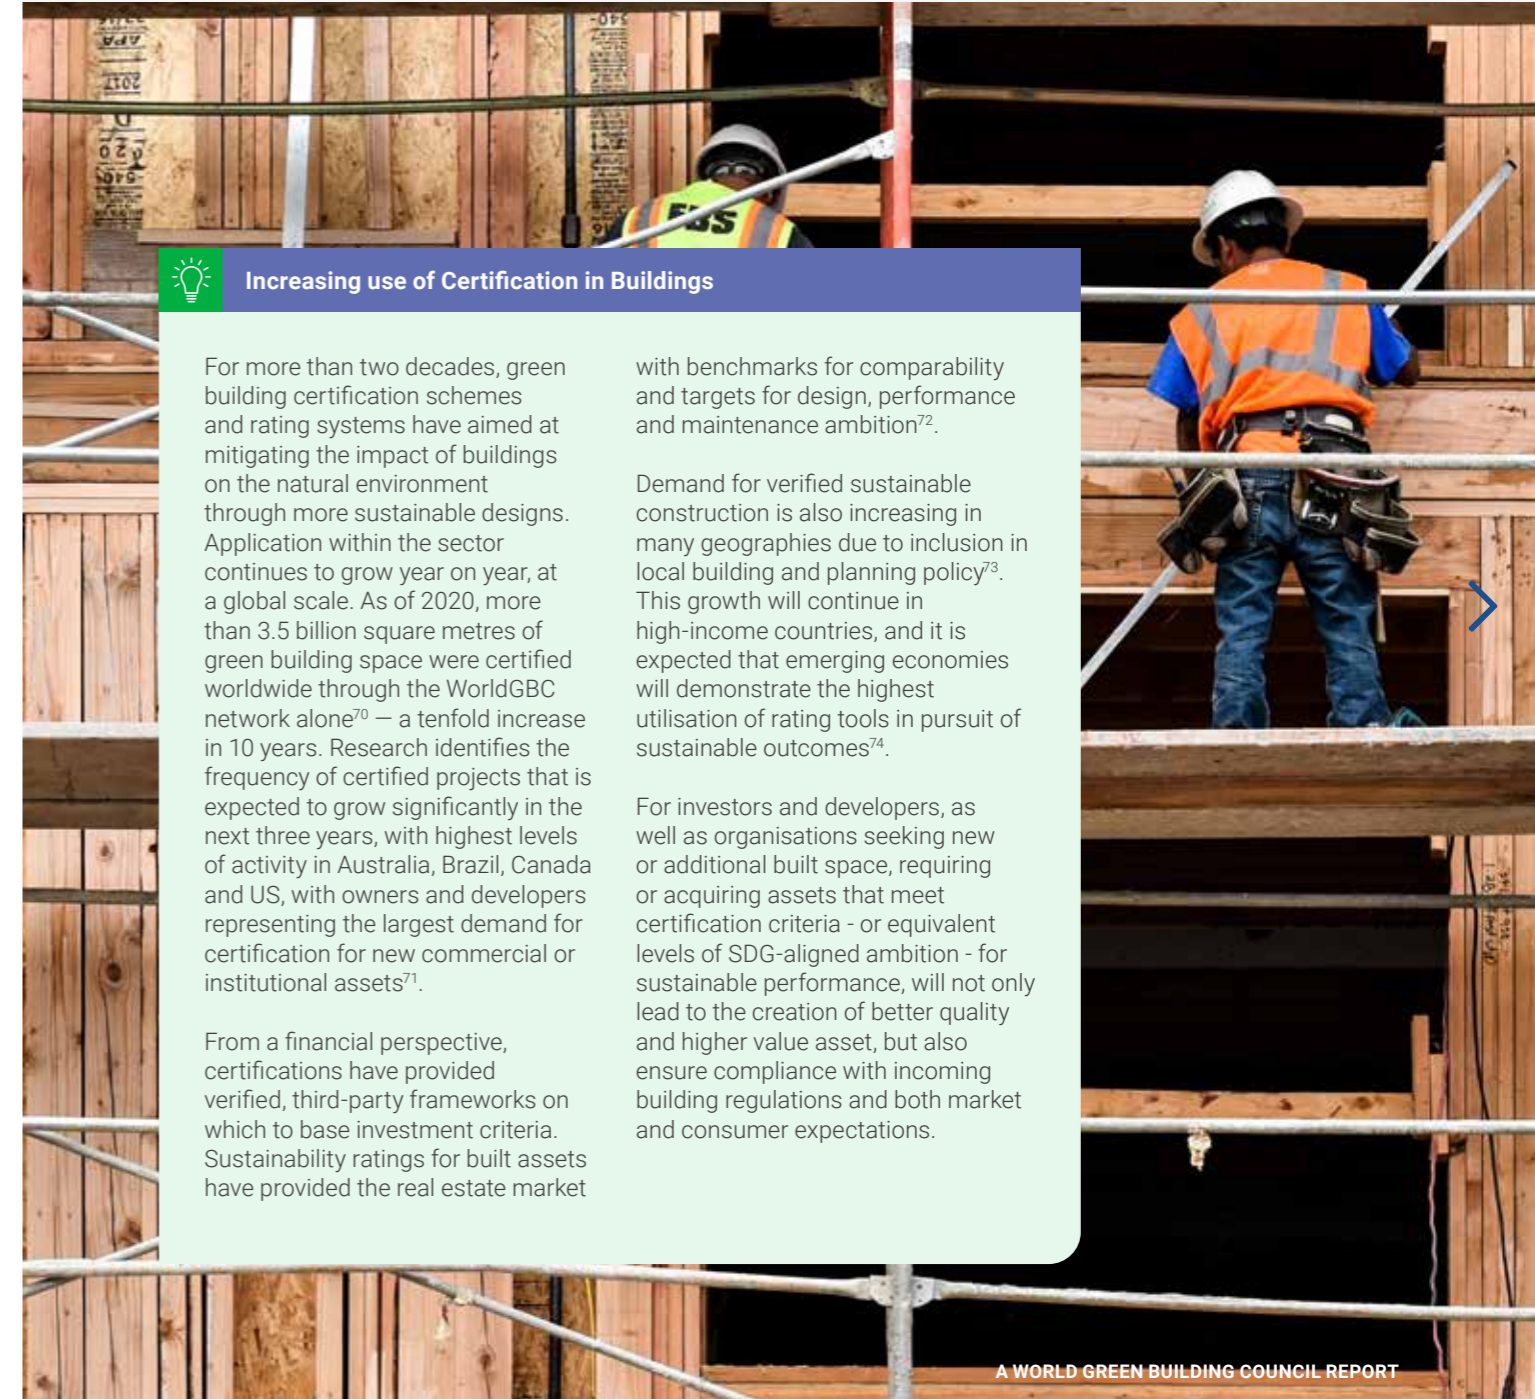 APA
2017
EBS
Increasing use of Certification in Buildings
For more than two decades, green
building certification schemes
and rating systems have aimed at
mitigating the impact of buildings
on the natural environment
through more sustainable designs.
Application within the sector
continues to grow year on year, at
a global scale. As of 2020, more
than 3.5 billion square metres of
green building space were certified
worldwide through the WorldGBC
network alone⁷⁰ — a tenfold increase
in 10 years. Research identifies the
frequency of certified projects that is
expected to grow significantly in the
next three years, with highest levels
of activity in Australia, Brazil, Canada
and US, with owners and developers
representing the largest demand for
certification for new commercial or
institutional assets⁷¹.
From a financial perspective,
certifications have provided
verified, third-party frameworks on
which to base investment criteria.
Sustainability ratings for built assets
have provided the real estate market
with benchmarks for comparability
and targets for design, performance
and maintenance ambition⁷².
Demand for verified sustainable
construction is also increasing in
many geographies due to inclusion in
local building and planning policy⁷³.
This growth will continue in
high-income countries, and it is
expected that emerging economies
will demonstrate the highest
utilisation of rating tools in pursuit of
sustainable outcomes⁷⁴.
For investors and developers, as
well as organisations seeking new
or additional built space, requiring
or acquiring assets that meet
certification criteria - or equivalent
levels of SDG-aligned ambition - for
sustainable performance, will not only
lead to the creation of better quality
and higher value asset, but also
ensure compliance with incoming
building regulations and both market
and consumer expectations.
A WORLD GREEN BUILDING COUNCIL REPORT